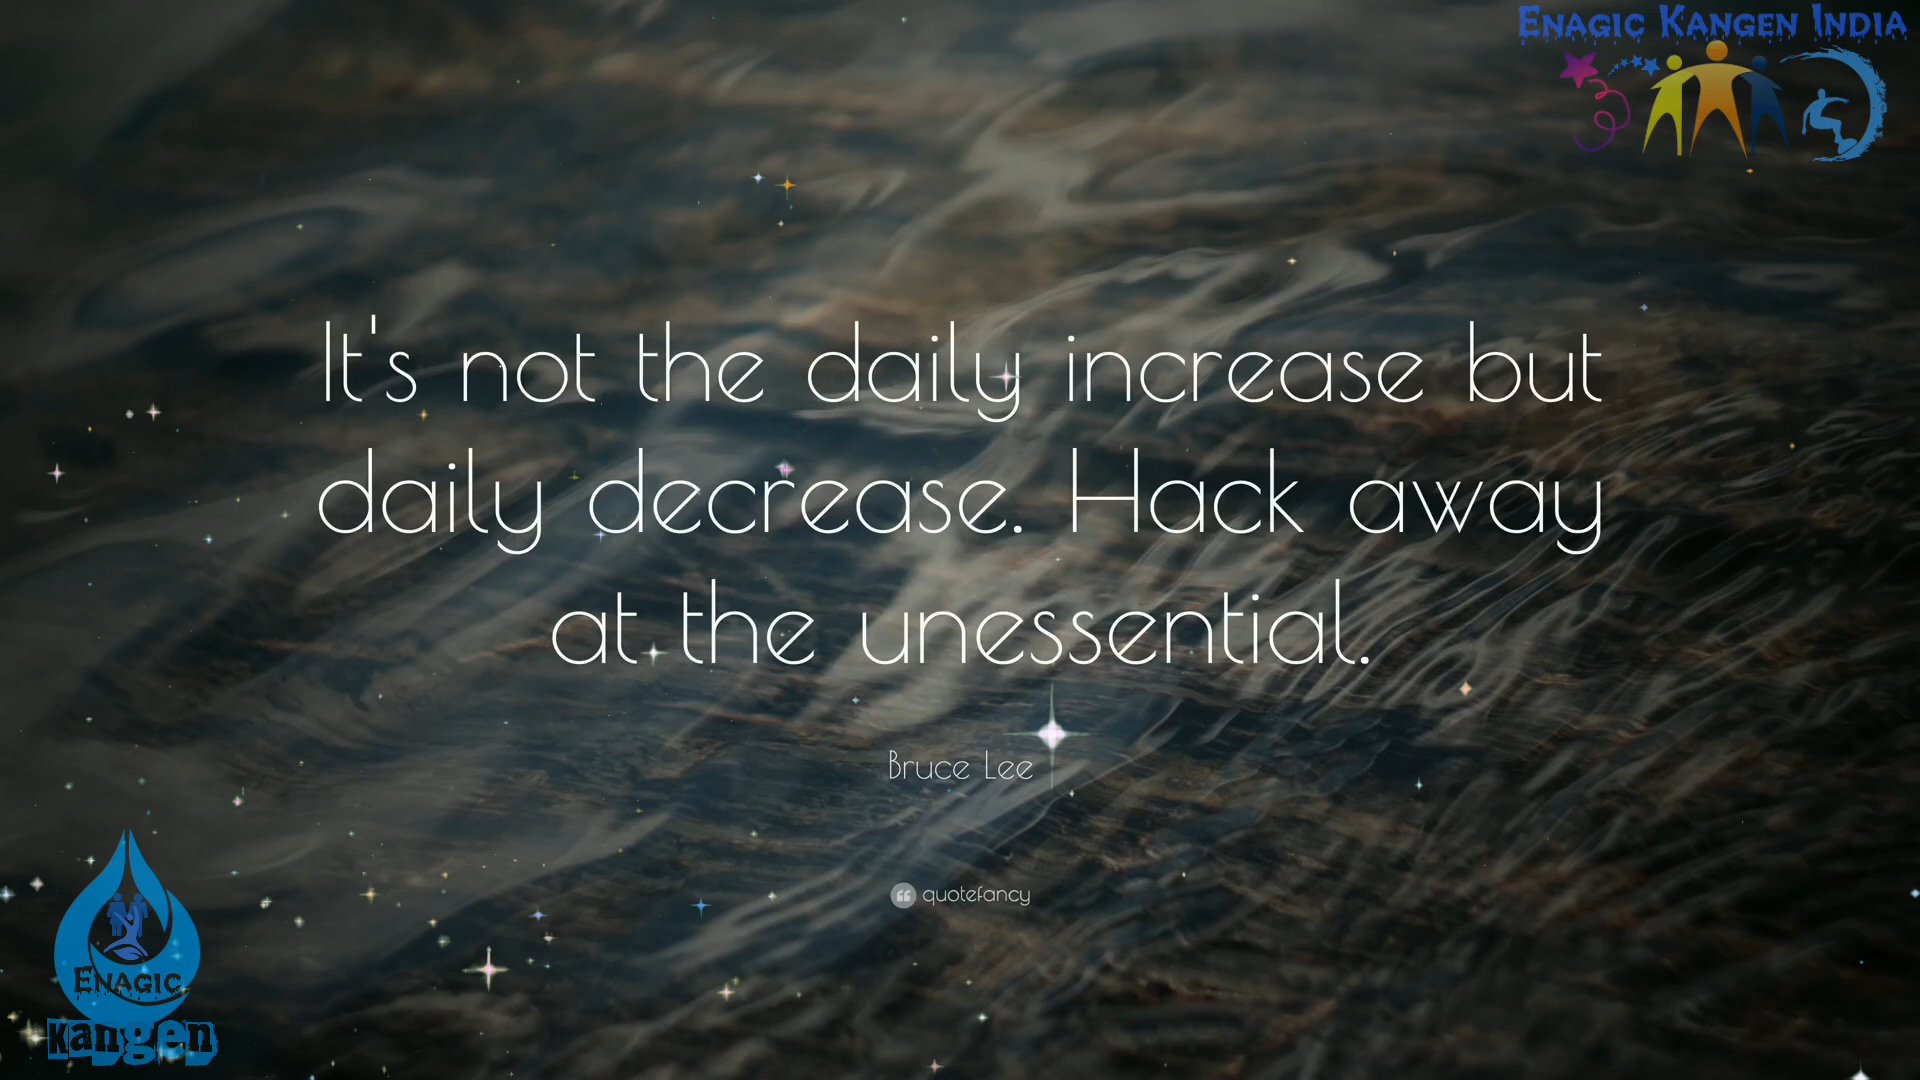 Enagic Kangen India
It's not the daily increase but
daily decrease. Hack away
at the unessential.
Bruce Lee
quotefancy
Enagic
kangen